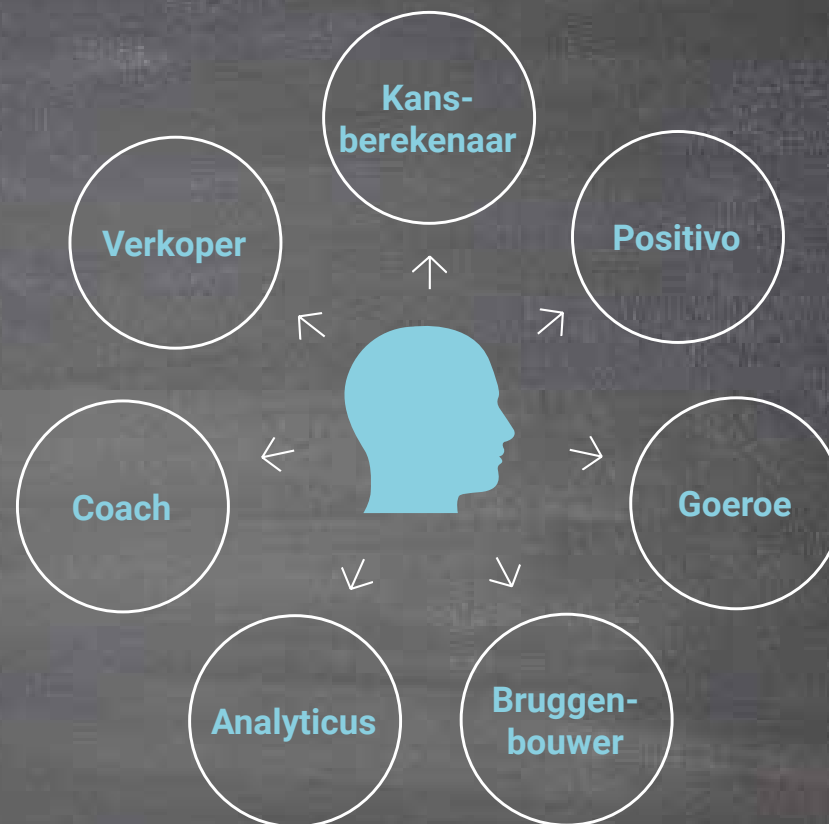 Kans-
berekenaar
Verkoper
Positivo
Coach
Goeroe
Analyticus
Bruggen-
bouwer